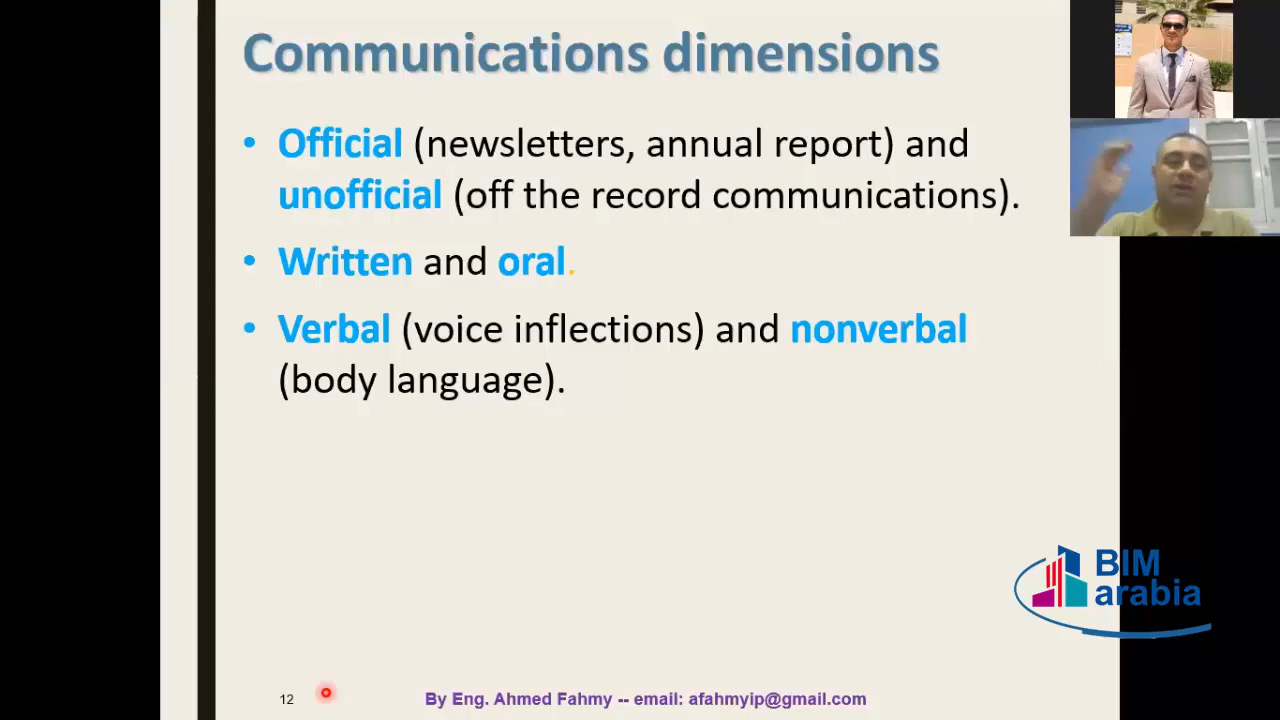 Communications dimensions
• Official (newsletters, annual report) and
unofficial (off the record communications).
• Written and oral.
• Verbal (voice inflections) and nonverbal
(body language).
BIM
arabia
12
By Eng. Ahmed Fahmy -- email: afahmyip@gmail.com